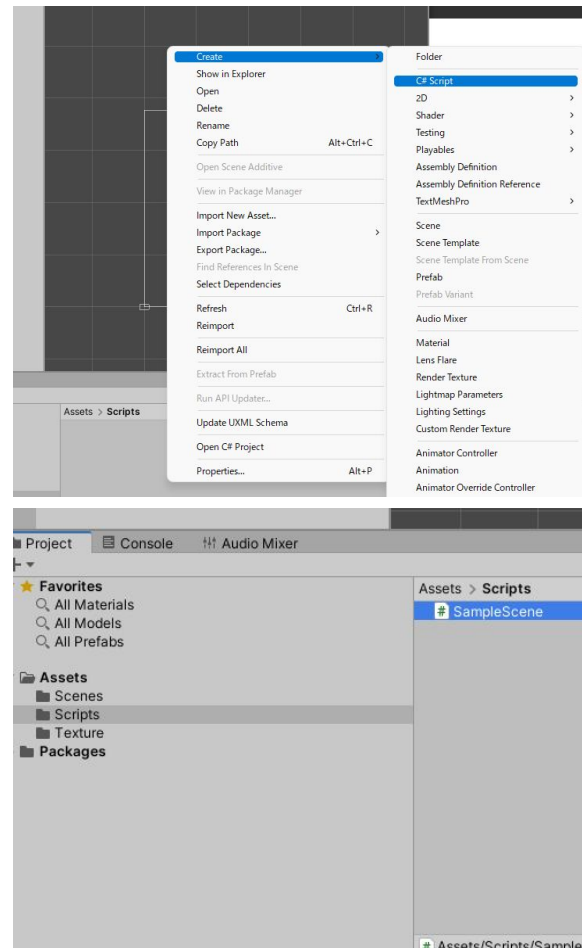 Create
Show in Explorer
Open
Delete
Rename
Copy Path Alt+Ctrl+C
Open Scene Additive
View in Package Manager
Import New Asset...
Import Package
Export Package...
Find References In Scene
Select Dependencies
Refresh Ctrl+R
Reimport
Reimport All
Extract From Prefab
Run API Updater...
Update UXML Schema
Open C# Project
Properties... Alt+P
Folder
C# Script
2D
Shader
Testing
Playables
Assembly Definition
Assembly Definition Reference
TextMeshPro
Scene
Scene Template
Scene Template From Scene
Prefab
Prefab Variant
Audio Mixer
Material
Lens Flare
Render Texture
Lightmap Parameters
Lighting Settings
Custom Render Texture
Animator Controller
Animation
Animator Override Controller
Assets > Scripts
Project Console Audio Mixer
Favorites
All Materials
All Models
All Prefabs
Assets
Scenes
Scripts
Texture
Packages
Assets > Scripts
# SampleScene
# Assets/Scripts/Sample